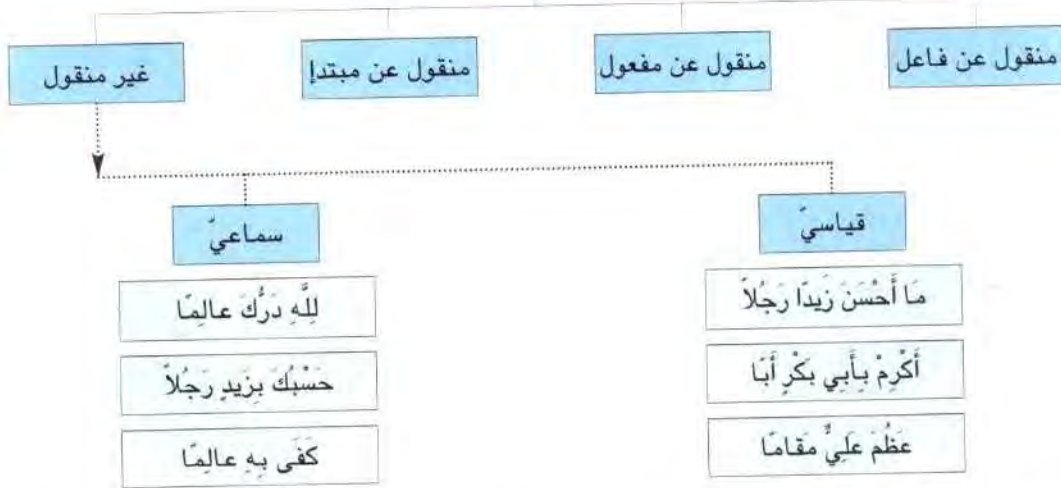 منقول عن فاعل
منقول عن مفعول
منقول عن مبتدإ
غير منقول
قياسيّ
سماعيّ
مَا أَحْسَنَ زَيدًا رَجُلاً
لِلَّهِ دَرُّكَ عالِمًا
أَكْرِمْ بِأَبِي بَكْرٍ أَبَا
حَسْبُكَ بِزَيدٍ رَجُلاً
عَظُمَ عَلِيٌّ مَقامًا
كَفَى بِهِ عالِمًا